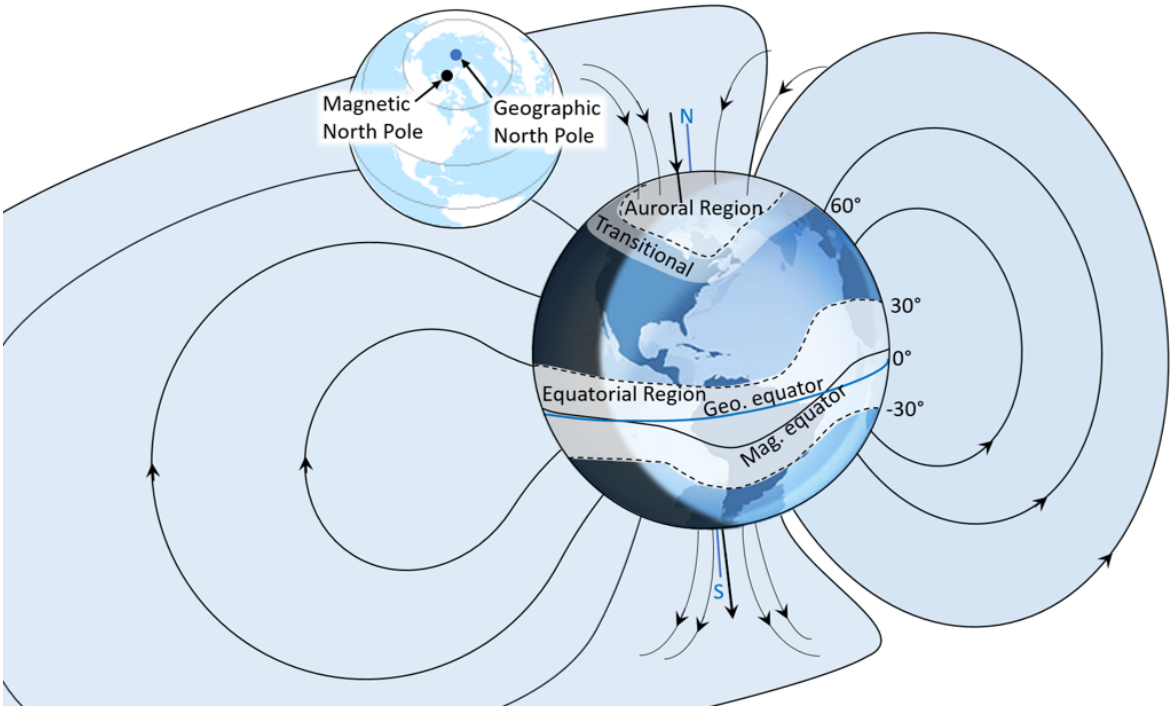 Magnetic
North Pole
Geographic
North Pole
N
Auroral Region
60°
Transitional
30°
0°
Equatorial Region
Geo. equator
-30°
Mag. equator
S